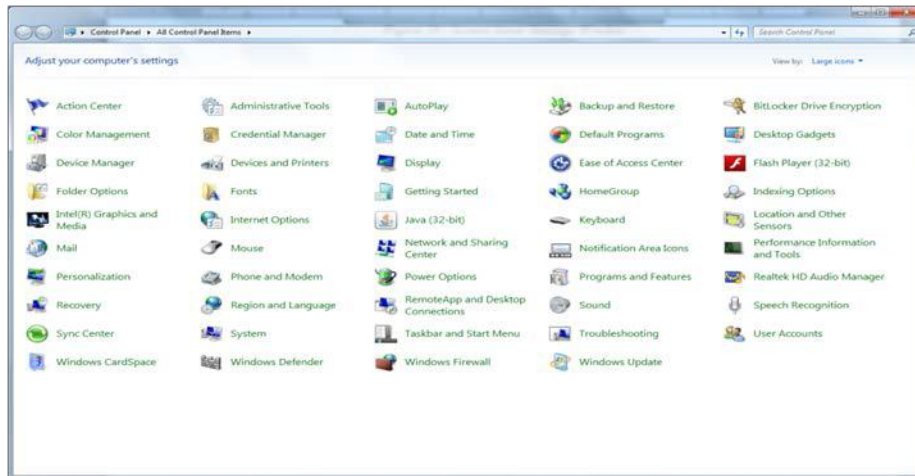 Control Panel ▸ All Control Panel Items ▸
Search Control Panel
Adjust your computer's settings
View by: Large icons
Action Center
Administrative Tools
AutoPlay
Backup and Restore
BitLocker Drive Encryption
Color Management
Credential Manager
Date and Time
Default Programs
Desktop Gadgets
Device Manager
Devices and Printers
Display
Ease of Access Center
Flash Player (32-bit)
Folder Options
Fonts
Getting Started
HomeGroup
Indexing Options
Intel(R) Graphics and
Media
Internet Options
Java (32-bit)
Keyboard
Location and Other
Sensors
Mail
Mouse
Network and Sharing
Center
Notification Area Icons
Performance Information
and Tools
Personalization
Phone and Modem
Power Options
Programs and Features
Realtek HD Audio Manager
Recovery
Region and Language
RemoteApp and Desktop
Connections
Sound
Speech Recognition
Sync Center
System
Taskbar and Start Menu
Troubleshooting
User Accounts
Windows CardSpace
Windows Defender
Windows Firewall
Windows Update